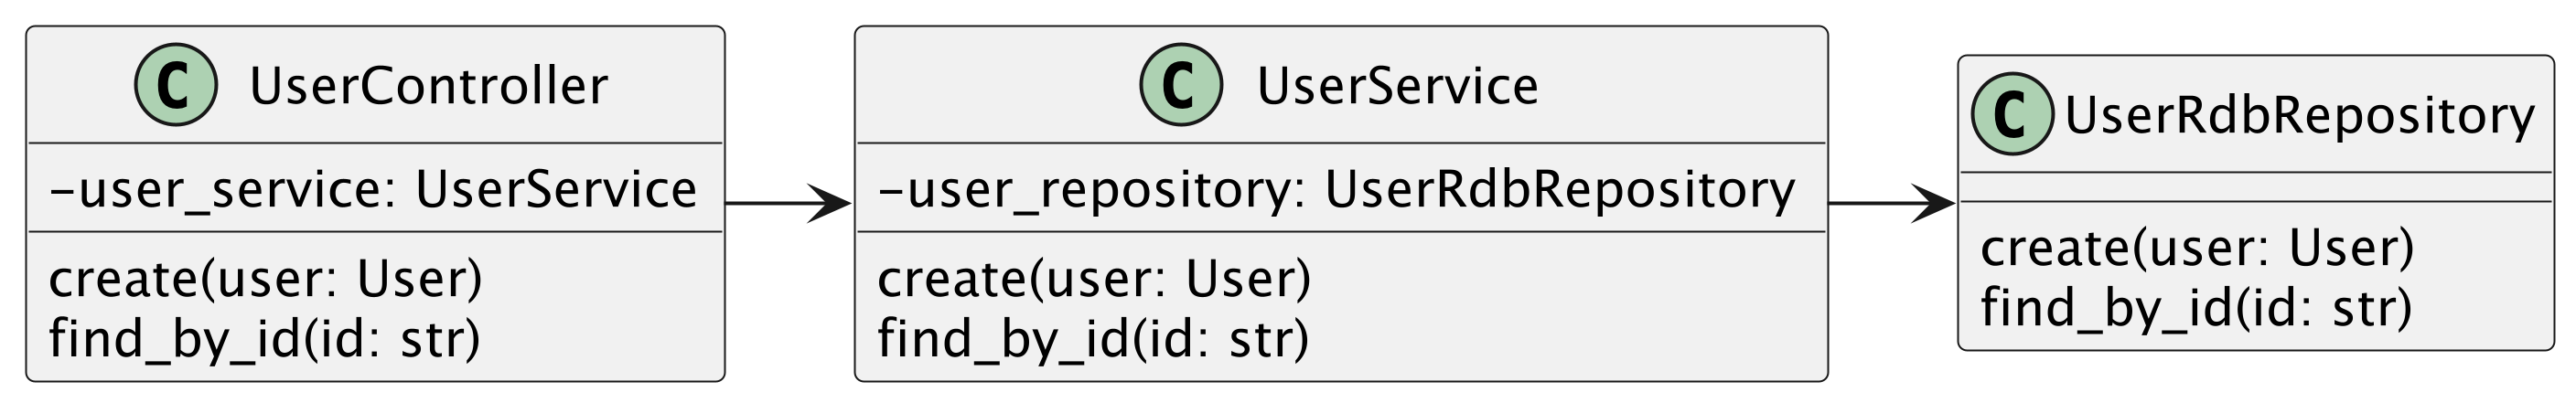 C UserController
-user_service: UserService
create(user: User)
find_by_id(id: str)
C UserService
-user_repository: UserRdbRepository
create(user: User)
find_by_id(id: str)
C UserRdbRepository
create(user: User)
find_by_id(id: str)